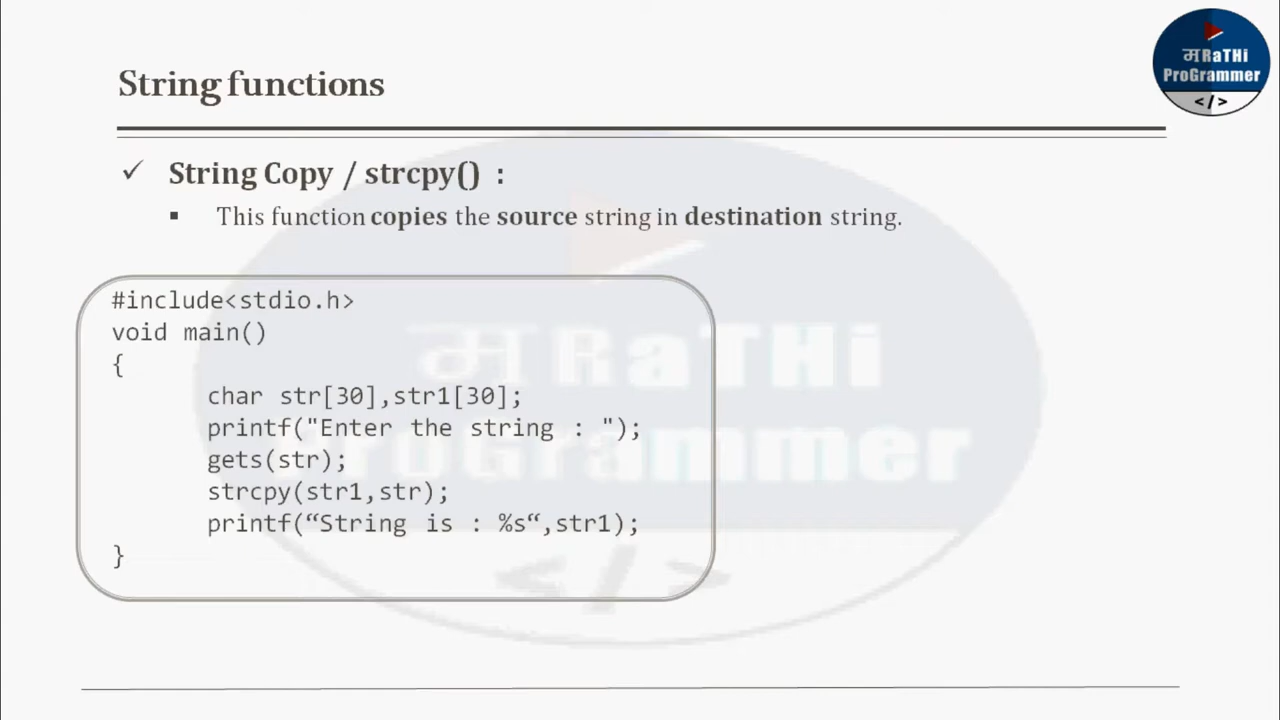 मRaTHi
ProGrammer
</>
String functions
✓ String Copy / strcpy() :
▪ This function copies the source string in destination string.
#include<stdio.h>
void main()
{
char str[30],str1[30];
printf("Enter the string : ");
gets(str);
strcpy(str1,str);
printf(“String is : %s“,str1);
}
मRaTHi
ProGrammer
</>